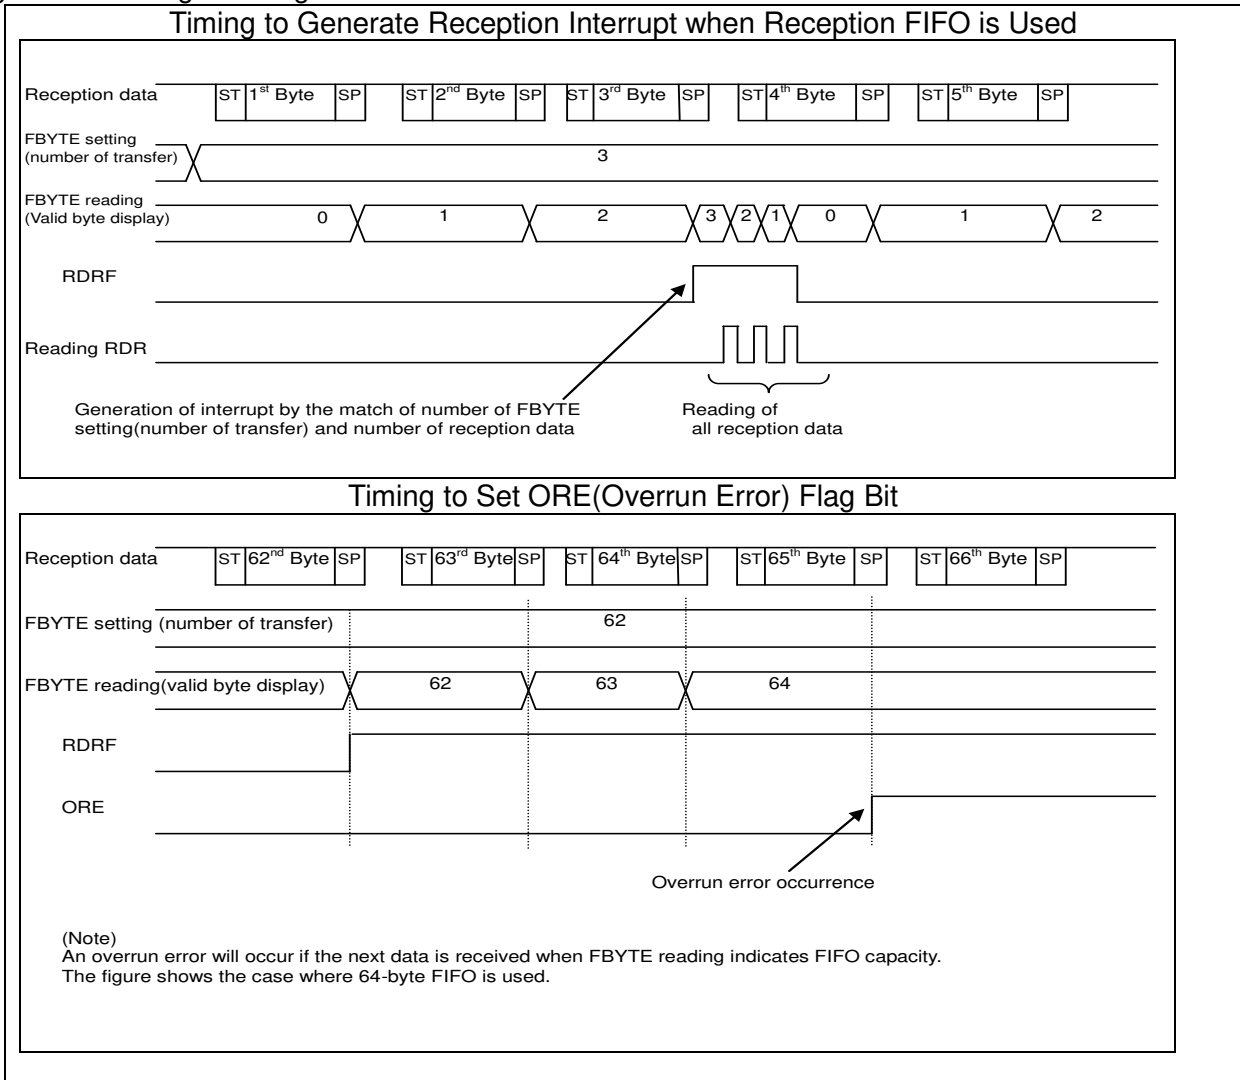 Timing to Generate Reception Interrupt when Reception FIFO is Used
Reception data ST 1st Byte SP ST 2nd Byte SP ST 3rd Byte SP ST 4th Byte SP ST 5th Byte SP
FBYTE setting
(number of transfer) 3
FBYTE reading
(Valid byte display) 0 1 2 3 2 1 0 1 2
RDRF
Reading RDR
Generation of interrupt by the match of number of FBYTE
setting(number of transfer) and number of reception data
Reading of
all reception data
Timing to Set ORE(Overrun Error) Flag Bit
Reception data ST 62nd Byte SP ST 63rd Byte SP ST 64th Byte SP ST 65th Byte SP ST 66th Byte SP
FBYTE setting (number of transfer) 62
FBYTE reading(valid byte display) 62 63 64
RDRF
ORE
Overrun error occurrence
(Note)
An overrun error will occur if the next data is received when FBYTE reading indicates FIFO capacity.
The figure shows the case where 64-byte FIFO is used.